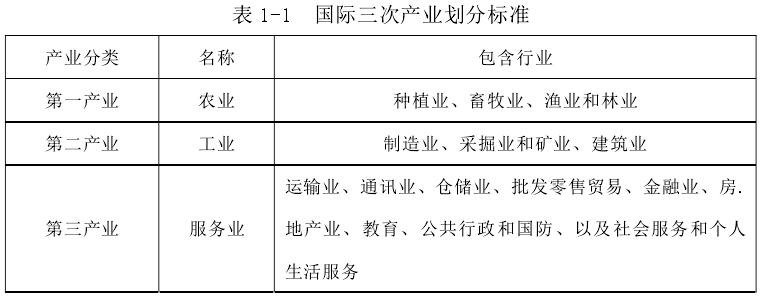 表 1-1　国际三次产业划分标准
产业分类 名称 包含行业
第一产业 农业 种植业、畜牧业、渔业和林业
第二产业 工业 制造业、采掘业和矿业、建筑业
运输业、通讯业、仓储业、批发零售贸易、金融业、房.
第三产业 服务业 地产业、教育、公共行政和国防、以及社会服务和个人
生活服务